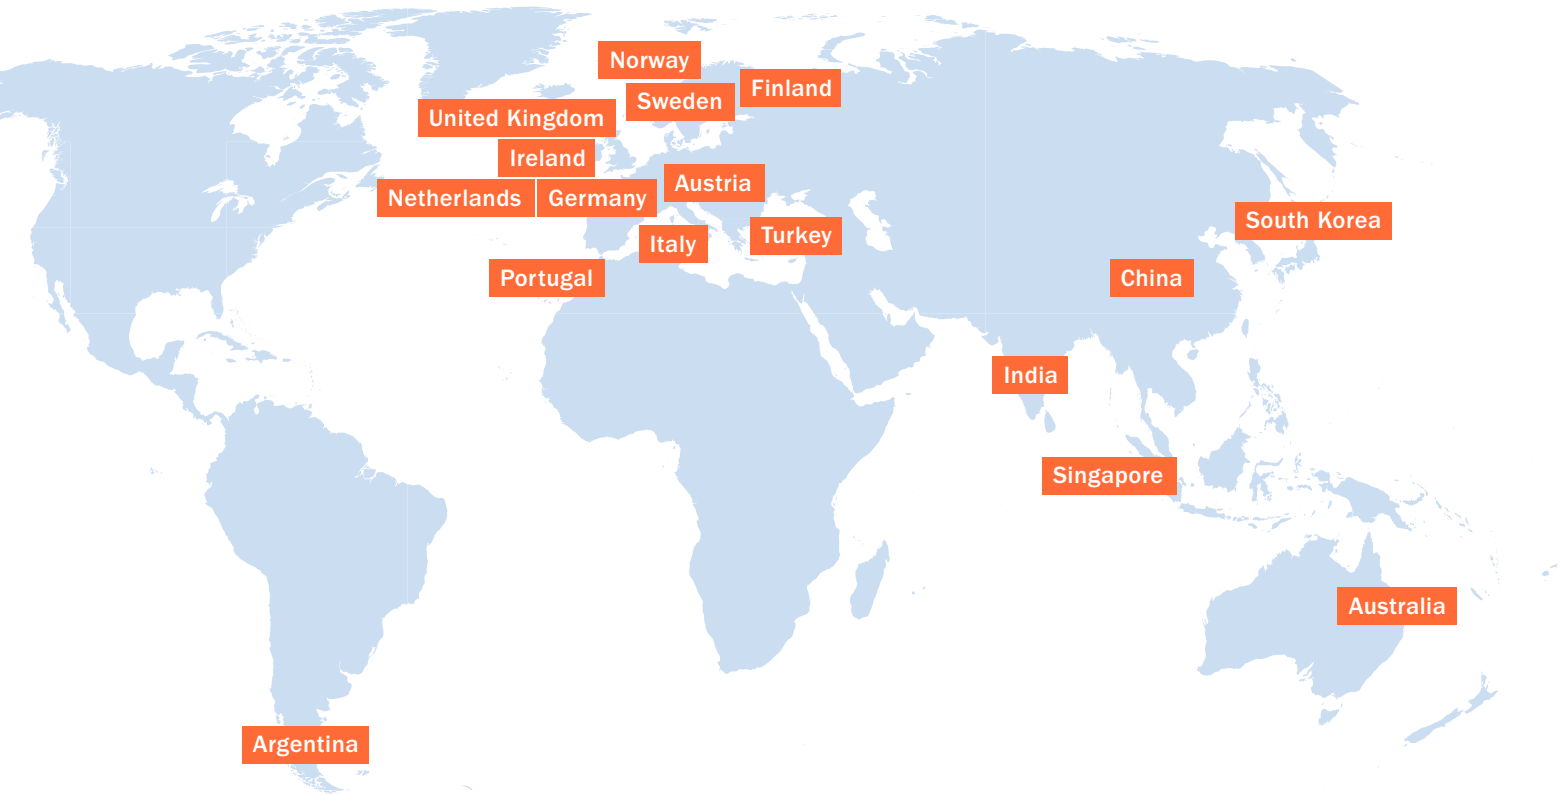 Norway
Finland
Sweden
United Kingdom
Ireland
Austria
Netherlands
Germany
South Korea
Turkey
Italy
Portugal
China
India
Singapore
Australia
Argentina